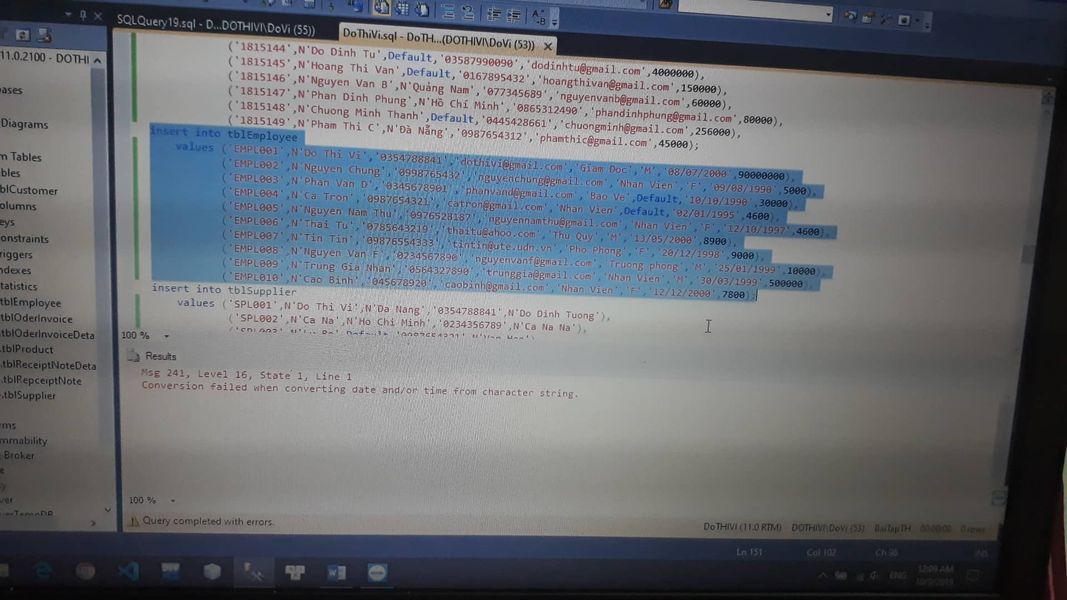 SQLQuery19.sql - D...DOTHIVI\DoVi (55))
DoThiVi.sql - DoTH...(DOTHIVI\DoVi (53))
11.0.2100 - DOTHI
ases
Diagrams
m Tables
bles
blCustomer
olumns
eys
onstraints
riggers
ndexes
tatistics
tblEmployee
tblOderInvoice
.tblOderInvoiceDeta
.tblProduct
.tblReceiptNoteDeta
.tblRepceiptNote
.tblSupplier
ms
mmability
Broker
('1815144',N'Do Dinh Tu',Default,'03587990090','dodinhtu@gmail.com',4000000),
('1815145',N'Hoang Thi Van',Default,'0167895432','hoangthivan@gmail.com',150000),
('1815146',N'Nguyen Van B',N'Quảng Nam','077345689','nguyenvanb@gmail.com',60000),
('1815147',N'Phan Dinh Phung',N'Hồ Chí Minh','0865312490','phandinhphung@gmail.com',80000),
('1815148',N'Chuong Minh Thanh',Default,'0445428661','chuongminh@gmail.com',256000),
('1815149',N'Pham Thi C',N'Đà Nẵng','0987654312','phamthic@gmail.com',45000);
insert into tblEmployee
values ('EMPL001',N'Do Thi Vi','0354788841','dothivi@gmail.com','Giam Doc','M','08/07/2000',90000000),
('EMPL002',N'Nguyen Chung','0998765432','nguyenchung@gmail.com','Nhan Vien','F','09/08/1990',5000),
('EMPL003',N'Phan Van D','0345678901','phanvand@gmail.com','Bao Ve',Default,'10/10/1990',30000),
('EMPL004',N'Ca Tron','0987654321','catron@gmail.com','Nhan Vien',Default,'02/01/1995',4600),
('EMPL005',N'Nguyen Nam Thu','0976528187','nguyennamthu@gmail.com','Nhan Vien','F','12/10/1997',4600),
('EMPL006',N'Thai Tu','0785643219','thaitu@ahoo.com','Thu Quy','M','13/05/2000',8900),
('EMPL007',N'Tin Tin','09876554333','tintin@ute.udn.vn','Pho Phong','F','20/12/1998',9000),
('EMPL008',N'Nguyen Van F','0234567890','nguyenvanf@gmail.com','Truong phong','M','25/01/1999',10000),
('EMPL009',N'Trung Gia Nhan','0564327890','trunggia@gmail.com','Nhan Vien','M','30/03/1999',500000),
('EMPL010',N'Cao Binh','045678920','caobinh@gmail.com','Nhan Vien','F','12/12/2000',7800);
insert into tblSupplier
values ('SPL001',N'Do Thi Vi',N'Da Nang','0354788841',N'Do Dinh Tuong'),
('SPL002',N'Ca Na',N'Ho Chi Minh','0234356789',N'Ca Na Na'),
100 %
Results
Msg 241, Level 16, State 1, Line 1
Conversion failed when converting date and/or time from character string.
100 %
Query completed with errors.
DoTHIVI (11.0 RTM)
DOTHIVI\DoVi (53)
BaiTapTH
00:00:00
0 rows
Ln 151
Col 102
INS
ENG
12:09 AM